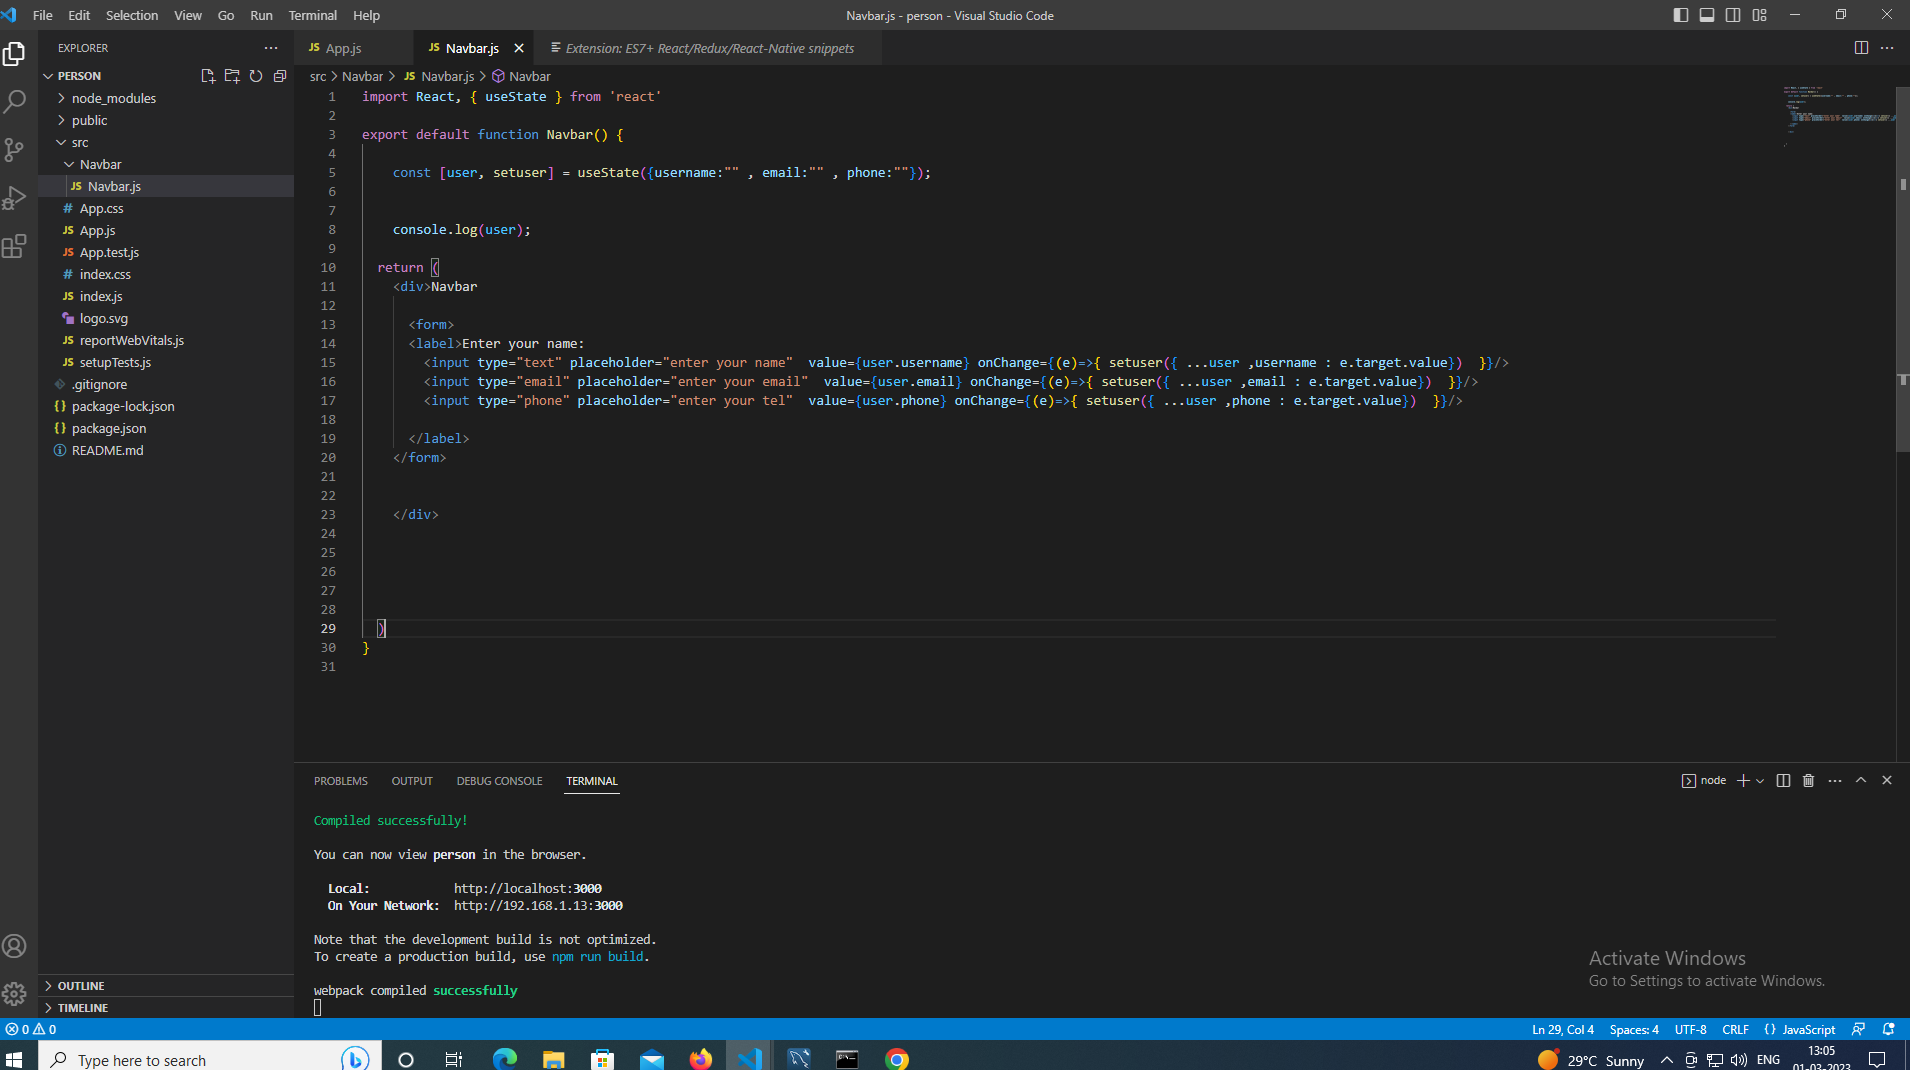 File Edit Selection View Go Run Terminal Help
Navbar.js - person - Visual Studio Code
EXPLORER
PERSON
node_modules
public
src
Navbar
JS Navbar.js
# App.css
JS App.js
JS App.test.js
# index.css
JS index.js
logo.svg
JS reportWebVitals.js
JS setupTests.js
.gitignore
{} package-lock.json
{} package.json
README.md
OUTLINE
TIMELINE
JS App.js
JS Navbar.js
Extension: ES7+ React/Redux/React-Native snippets
src > Navbar > JS Navbar.js > Navbar
1 import React, { useState } from 'react'
2
3 export default function Navbar() {
4
5 const [user, setuser] = useState({username:"" , email:"" , phone:""});
6
7
8 console.log(user);
9
10 return (
11 <div>Navbar
12
13 <form>
14 <label>Enter your name:
15 <input type="text" placeholder="enter your name"  value={user.username} onChange={(e)=>{ setuser({ ...user ,username : e.target.value})  }}/>
16 <input type="email" placeholder="enter your email"  value={user.email} onChange={(e)=>{ setuser({ ...user ,email : e.target.value})  }}/>
17 <input type="phone" placeholder="enter your tel"  value={user.phone} onChange={(e)=>{ setuser({ ...user ,phone : e.target.value})  }}/>
18
19 </label>
20 </form>
21
22
23 </div>
24
25
26
27
28
29 )
30 }
31
PROBLEMS OUTPUT DEBUG CONSOLE TERMINAL
node
Compiled successfully!
You can now view person in the browser.
Local: http://localhost:3000
On Your Network: http://192.168.1.13:3000
Note that the development build is not optimized.
To create a production build, use npm run build.
webpack compiled successfully
Activate Windows
Go to Settings to activate Windows.
0 0
Ln 29, Col 4 Spaces: 4 UTF-8 CRLF {} JavaScript
Type here to search
29°C Sunny
ENG
13:05
01-03-2023